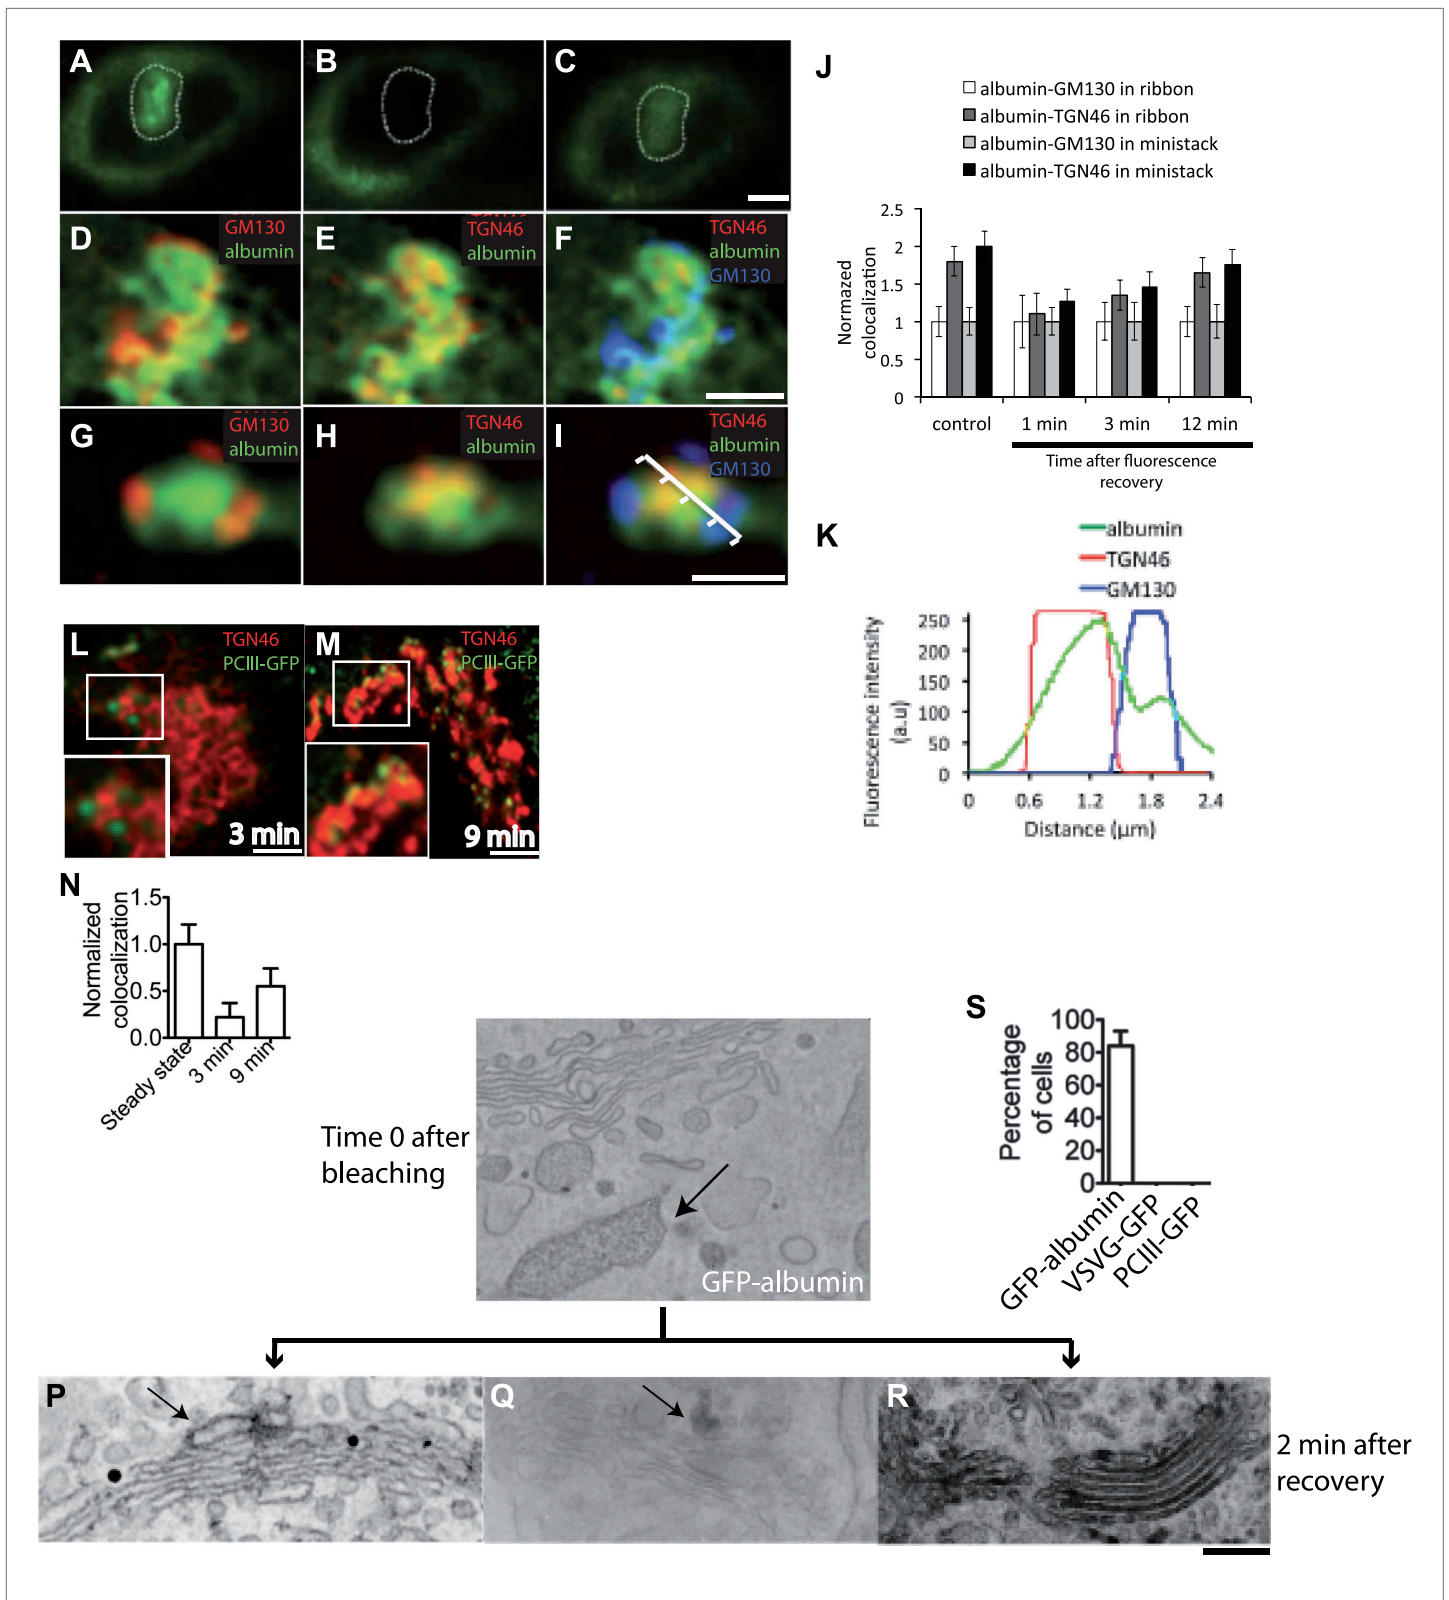 A
B
C
D
GM130
albumin
E
TGN46
albumin
F
TGN46
albumin
GM130
G
GM130
albumin
H
TGN46
albumin
I
TGN46
albumin
GM130
J
albumin-GM130 in ribbon
albumin-TGN46 in ribbon
albumin-GM130 in ministack
albumin-TGN46 in ministack
Normazed
colocalization
2.5
2
1.5
1
0.5
0
control 1 min 3 min 12 min
Time after fluorescence
recovery
K
albumin
TGN46
GM130
Fluorescence intensity
(a.u)
250
200
150
100
50
0
0 0.6 1.2 1.8 2.4
Distance (µm)
L
TGN46
PCIII-GFP
3 min
M
TGN46
PCIII-GFP
9 min
N
Normalized
colocalization
1.5
1.0
0.5
0.0
Steady state
3 min
9 min
Time 0 after
bleaching
GFP-albumin
S
Percentage
of cells
100
80
60
40
20
0
GFP-albumin
VSVG-GFP
PCIII-GFP
P
Q
R
2 min after
recovery